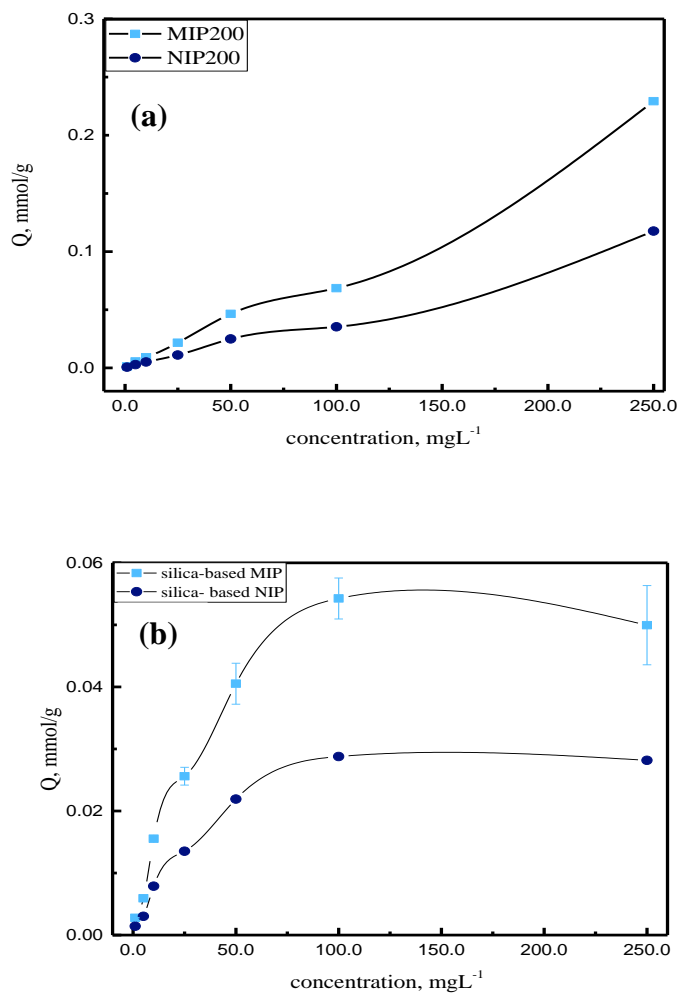 0.3
MIP200
NIP200
(a)
0.2
Q, mmol/g
0.1
0.0
0.0 50.0 100.0 150.0 200.0 250.0
concentration, mgL⁻¹
0.06
silica-based MIP
silica- based NIP
(b)
0.04
Q, mmol/g
0.02
0.00
0.0 50.0 100.0 150.0 200.0 250.0
concentration, mgL⁻¹